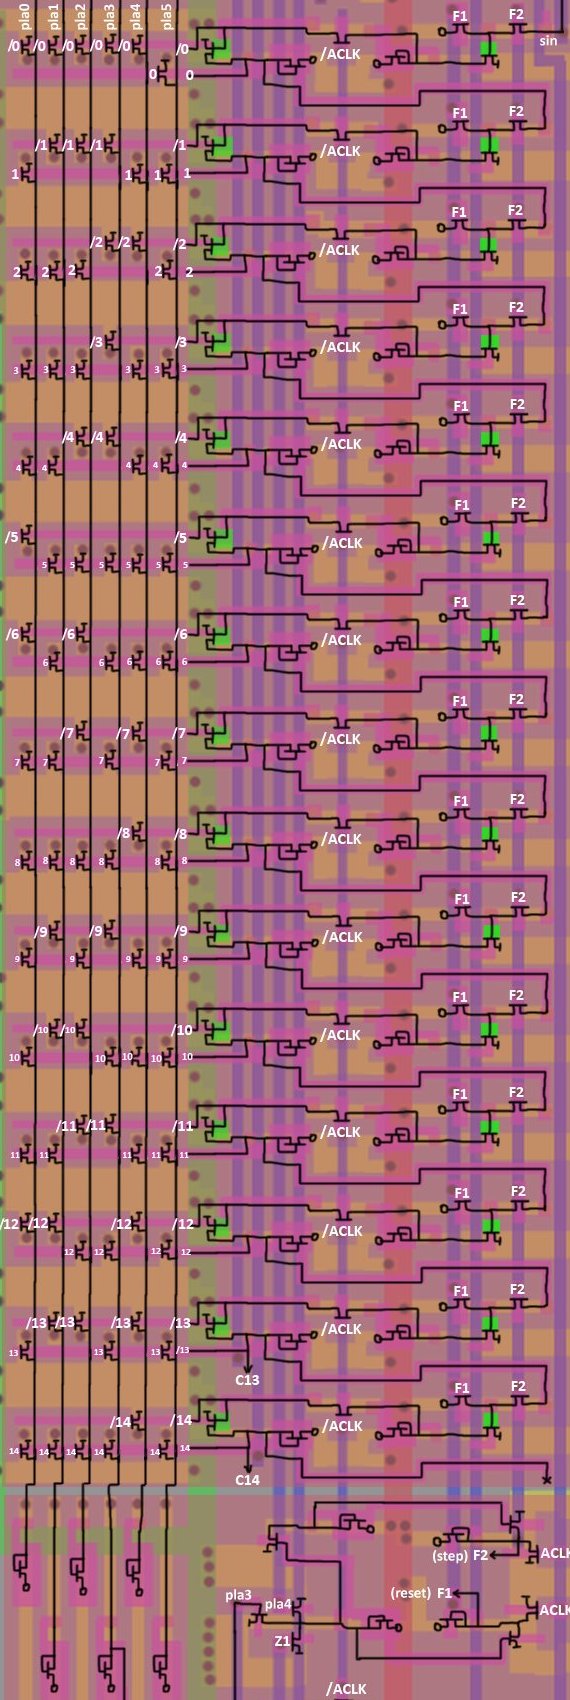 pla0 pla1 pla2 pla3 pla4 pla5 F1 F2
/0 /0 /0 /0 /0 /0 /ACLK sin
0 0
/1 /1 /1 /1 /ACLK F1 F2
1 1 1 1
/2 /2 /2 /ACLK F1 F2
2 2 2 2 2
/3 /3 /ACLK F1 F2
3 3 3 3 3 3
/4 /4 /4 /ACLK F1 F2
4 4 4 4 4
/5 /5 /ACLK F1 F2
5 5 5 5 5 5
/6 /6 /6 /ACLK F1 F2
6 6 6 6 6
/7 /7 /7 /ACLK F1 F2
7 7 7 7 7
/8 /8 /ACLK F1 F2
8 8 8 8 8 8
/9 /9 /9 /ACLK F1 F2
9 9 9 9 9
/10 /10 /10 /ACLK F1 F2
10 10 10 10 10
/11 /11 /11 /ACLK F1 F2
11 11 11 11 11
/12 /12 /12 /12 /ACLK F1 F2
12 12 12 12
/13 /13 /13 /13 /ACLK F1 F2
13 13 13 /13
C13
/14 /14 /ACLK F1 F2
14 14 14 14 14 14
C14
(step) F2 ACLK
(reset) F1
pla3 pla4 ACLK
Z1
/ACLK